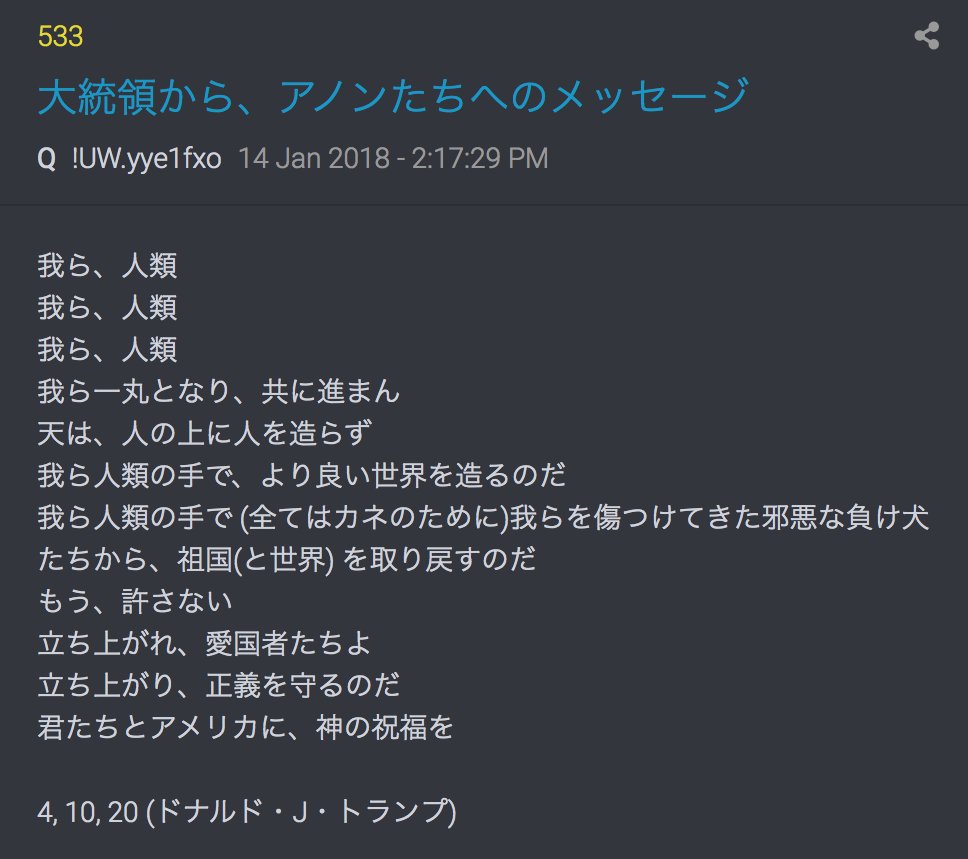 533
大統領から、アノンたちへのメッセージ
Q !UW.yye1fxo 14 Jan 2018 - 2:17:29 PM
我ら、人類
我ら、人類
我ら、人類
我ら一丸となり、共に進まん
天は、人の上に人を造らず
我ら人類の手で、より良い世界を造るのだ
我ら人類の手で (全てはカネのために)我らを傷つけてきた邪悪な負け犬
たちから、祖国(と世界) を取り戻すのだ
もう、許さない
立ち上がれ、愛国者たちよ
立ち上がり、正義を守るのだ
君たちとアメリカに、神の祝福を
4, 10, 20 (ドナルド・J・トランプ)